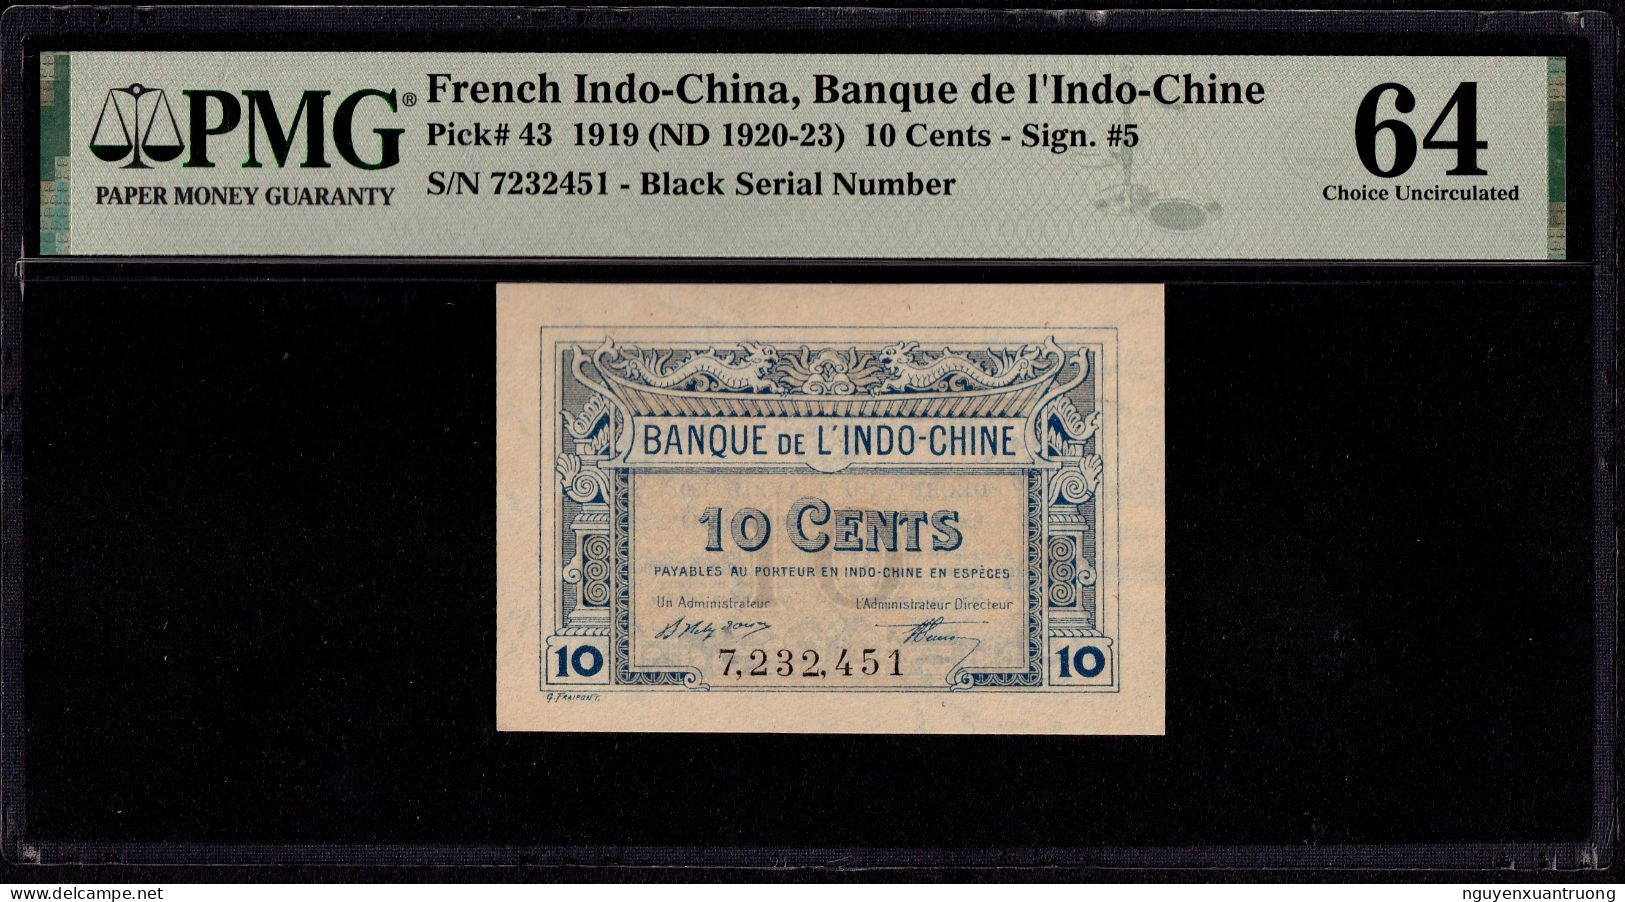 PMG®
PAPER MONEY GUARANTY
French Indo-China, Banque de l'Indo-Chine
Pick# 43 1919 (ND 1920-23) 10 Cents - Sign. #5
S/N 7232451 - Black Serial Number
64
Choice Uncirculated
BANQUE DE L'INDO-CHINE
10 CENTS
PAYABLES AU PORTEUR EN INDO-CHINE EN ESPÈCES
Un Administrateur L'Administrateur Directeur
7,232,451
10 10
G. FRAIPONT.
delcampe.net nguyenxuantruong